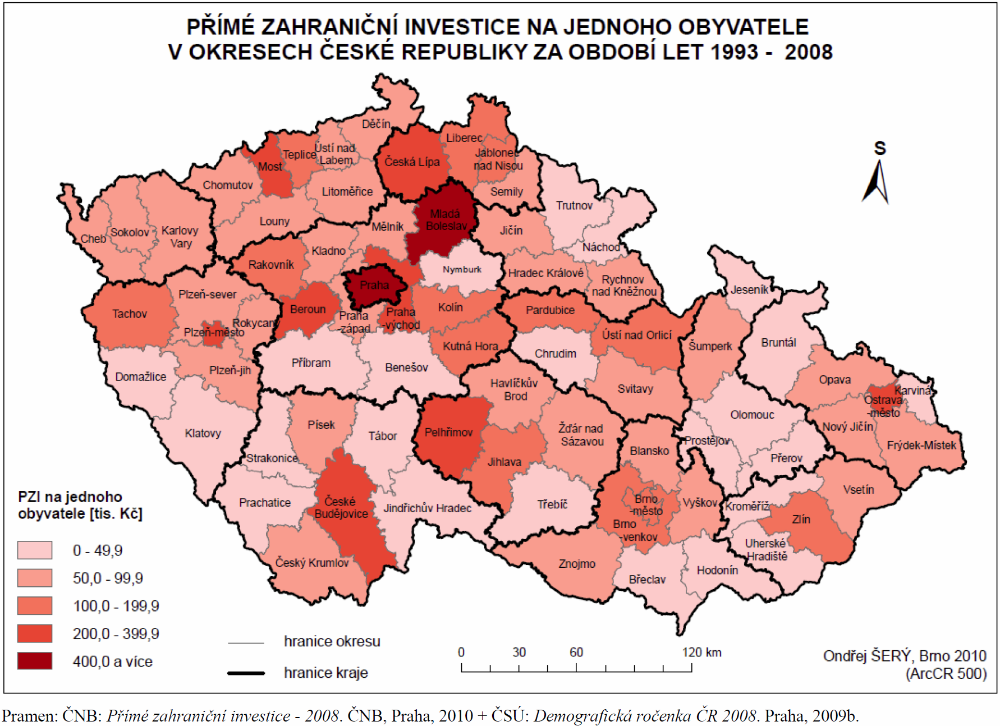 PŘÍMÉ ZAHRANIČNÍ INVESTICE NA JEDNOHO OBYVATELE
V OKRESECH ČESKÉ REPUBLIKY ZA OBDOBÍ LET 1993 - 2008
S
Děčín
Liberec
Ústí nad
Labem
Teplice
Most
Česká Lípa
Jablonec
nad Nisou
Chomutov
Litoměřice
Semily
Trutnov
Louny
Mladá
Boleslav
Mělník
Jičín
Cheb
Sokolov
Karlovy
Vary
Náchod
Kladno
Rakovník
Nymburk
Hradec Králové
Rychnov
nad Kněžnou
Praha
Jeseník
Plzeň-sever
Tachov
Beroun
Kolín
Pardubice
Praha
-západ
Praha
-východ
Rokycany
Plzeň-město
Ústí nad Orlicí
Šumperk
Bruntál
Kutná Hora
Chrudim
Příbram
Benešov
Plzeň-jih
Domažlice
Havlíčkův
Brod
Svitavy
Opava
Karviná
Ostrava
-město
Olomouc
Klatovy
Písek
Tábor
Pelhřimov
Žďár nad
Sázavou
Nový Jičín
Prostějov
Frýdek-Místek
Strakonice
Jihlava
Blansko
Přerov
Vsetín
Prachatice
České
Budějovice
Jindřichův Hradec
Třebíč
Brno
-město
Vyškov
Kroměříž
Zlín
Brno
-venkov
Uherské
Hradiště
Český Krumlov
Znojmo
Břeclav
Hodonín
PZI na jednoho
obyvatele [tis. Kč]
0 - 49,9
50,0 - 99,9
100,0 - 199,9
200,0 - 399,9
400,0 a více
hranice okresu
hranice kraje
0 30 60 120 km
Ondřej ŠERÝ, Brno 2010
(ArcCR 500)
Pramen: ČNB: Přímé zahraniční investice - 2008. ČNB, Praha, 2010 + ČSÚ: Demografická ročenka ČR 2008. Praha, 2009b.